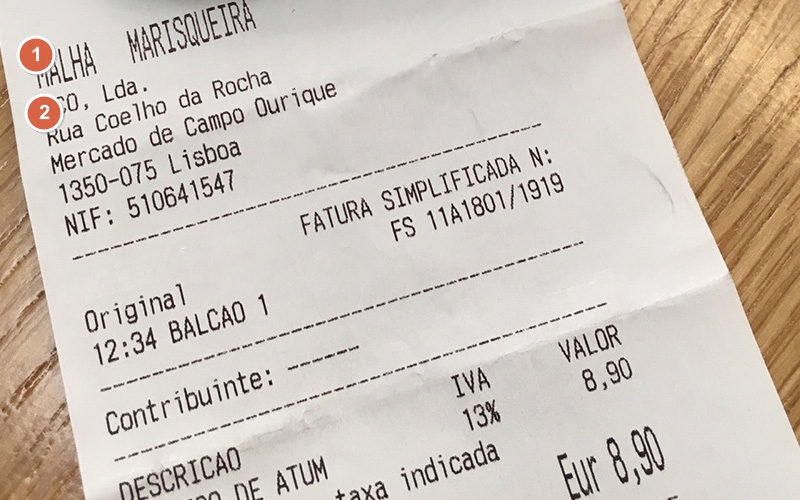 1
MALHA MARISQUEIRA
Lda.
2
Rua Coelho da Rocha
Mercado de Campo Ourique
1350-075 Lisboa
NIF: 510641547
FATURA SIMPLIFICADA N:
FS 11A1801/1919
Original
12:34 BALCAO 1
Contribuinte:
DESCRICAO IVA VALOR
DE ATUM 13% 8,90
taxa indicada
Eur 8,90